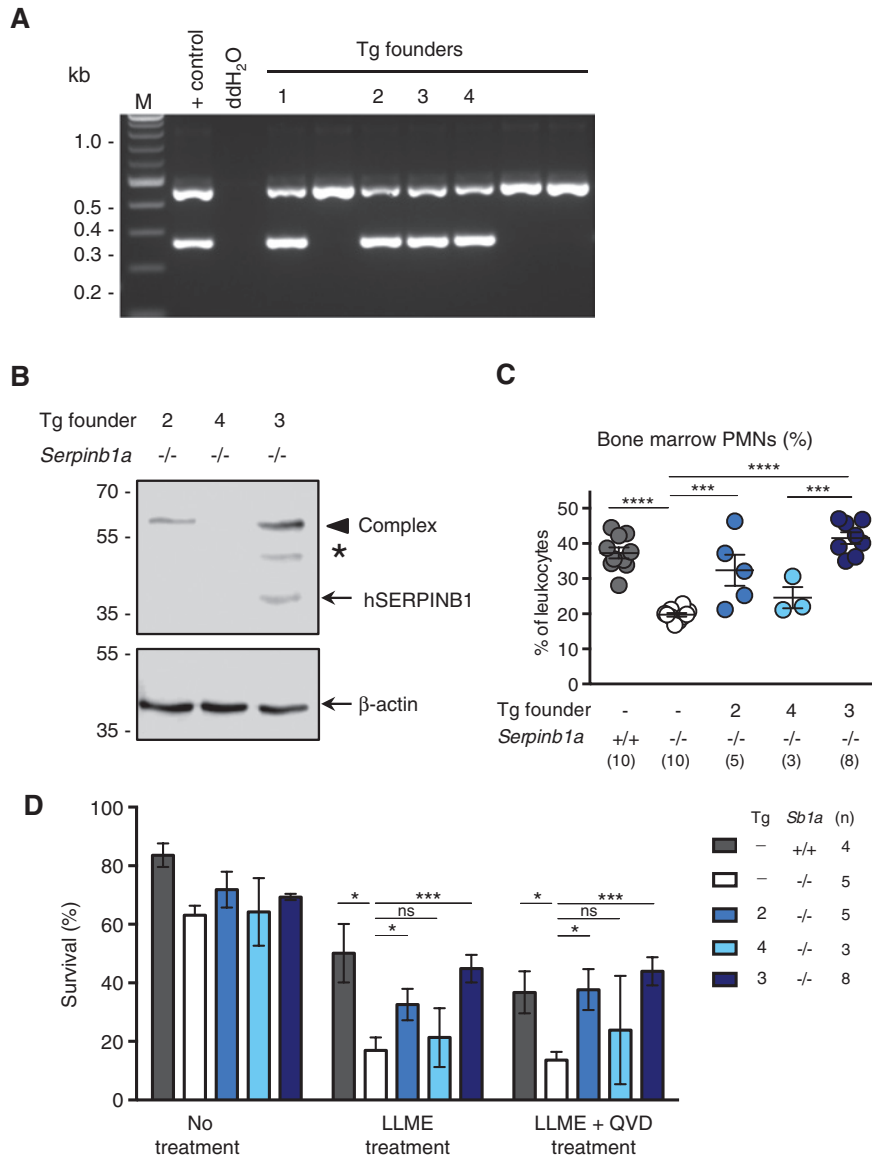 A
Tg founders
kb
M
+ control
ddH₂O
1 2 3 4
1.0 -
0.5 -
0.4 -
0.3 -
0.2 -
B
Tg founder 2 4 3
Serpinb1a -/- -/- -/-
70 -
55 -
35 -
Complex
*
hSERPINB1
55 -
35 -
β-actin
C
Bone marrow PMNs (%)
****
**** *** ***
% of leukocytes
50
40
30
20
10
0
Tg founder - - 2 4 3
Serpinb1a +/+ -/- -/- -/- -/-
(10) (10) (5) (3) (8)
D
Survival (%)
100
80
60
40
20
0
* *** ns *
* *** ns *
No treatment
LLME treatment
LLME + QVD treatment
Tg Sb1a (n)
– +/+ 4
– -/- 5
2 -/- 5
4 -/- 3
3 -/- 8